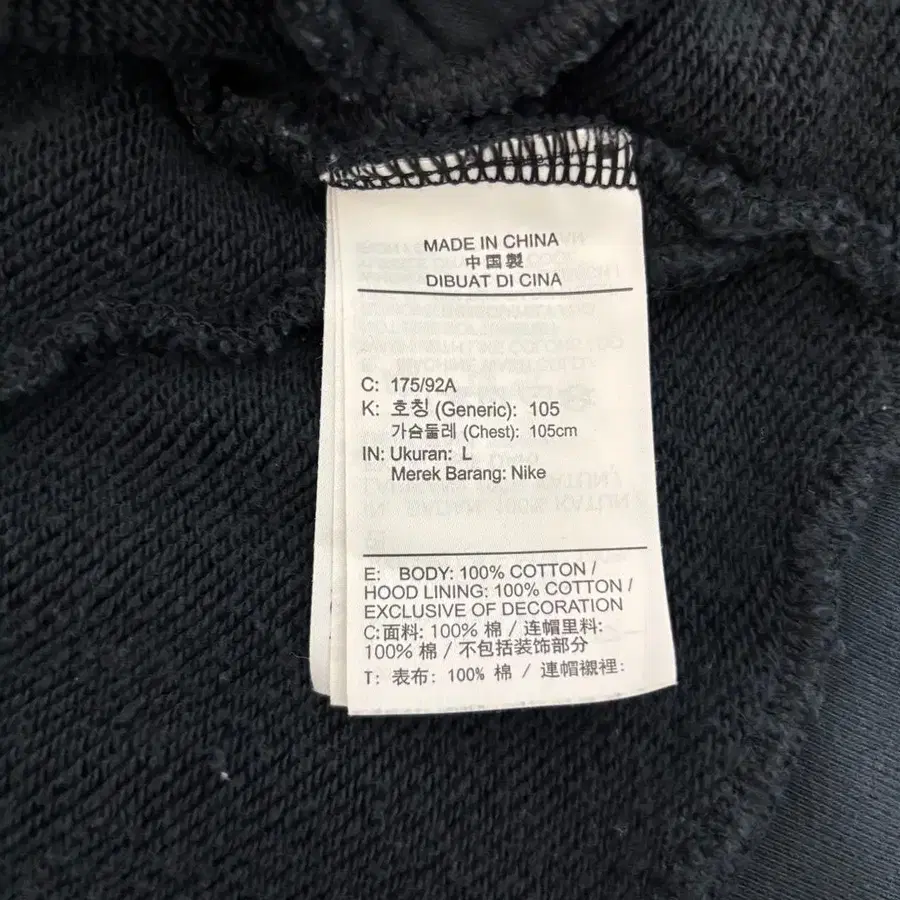 MADE IN CHINA
中国製
DIBUAT DI CINA
C: 175/92A
K: 호칭 (Generic): 105
가슴둘레 (Chest): 105cm
IN: Ukuran: L
Merek Barang: Nike
E: BODY: 100% COTTON /
HOOD LINING: 100% COTTON /
EXCLUSIVE OF DECORATION
C:面料: 100% 棉 / 连帽里料:
100% 棉 / 不包括装饰部分
T: 表布: 100% 棉 / 連帽襯裡: